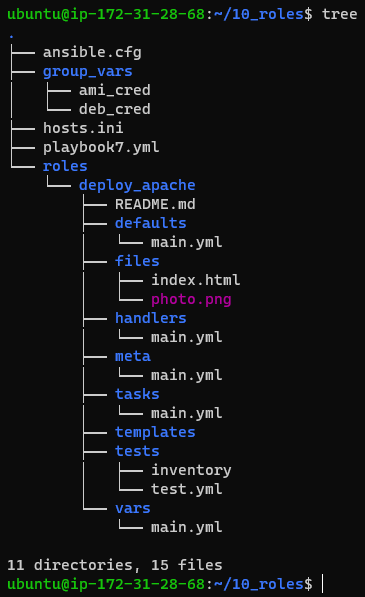 ubuntu@ip-172-31-28-68:~/10_roles$ tree
.
├── ansible.cfg
├── group_vars
│   ├── ami_cred
│   └── deb_cred
├── hosts.ini
├── playbook7.yml
└── roles
    └── deploy_apache
        ├── README.md
        ├── defaults
        │   └── main.yml
        ├── files
        │   ├── index.html
        │   └── photo.png
        ├── handlers
        │   └── main.yml
        ├── meta
        │   └── main.yml
        ├── tasks
        │   └── main.yml
        ├── templates
        ├── tests
        │   ├── inventory
        │   └── test.yml
        └── vars
            └── main.yml

11 directories, 15 files
ubuntu@ip-172-31-28-68:~/10_roles$